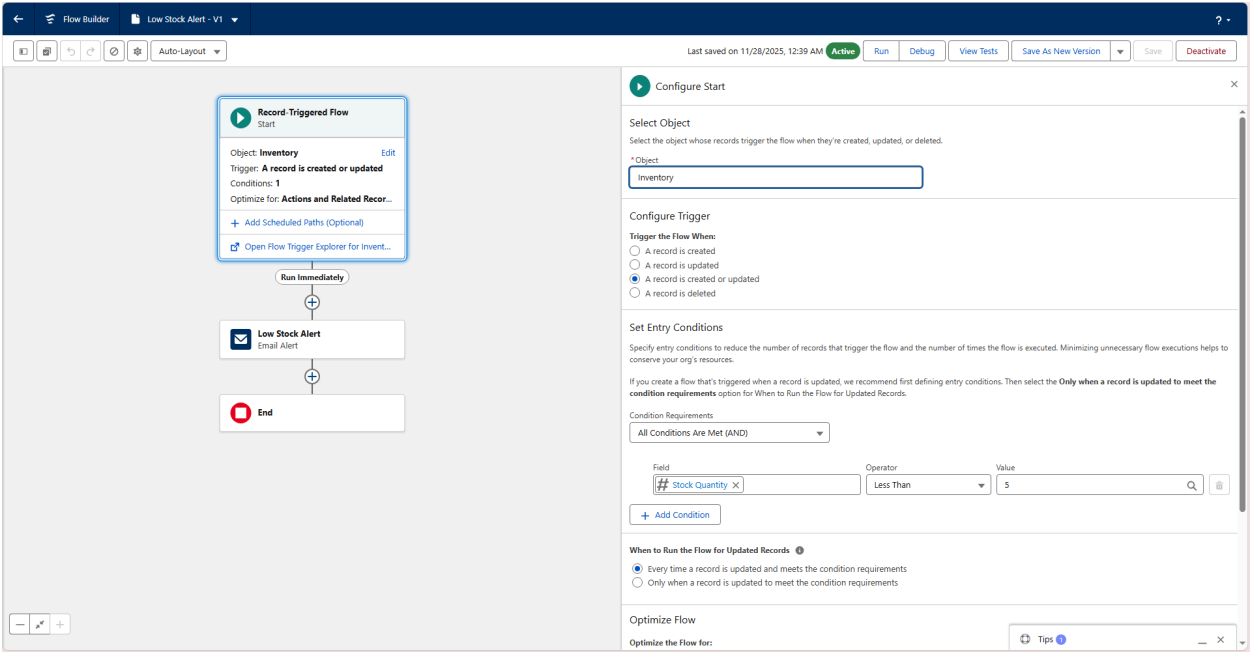 Flow Builder
Low Stock Alert - V1
?
Auto-Layout
Last saved on 11/28/2025, 12:39 AM
Active
Run
Debug
View Tests
Save As New Version
Save
Deactivate
Record-Triggered Flow
Start
Object: Inventory
Edit
Trigger: A record is created or updated
Conditions: 1
Optimize for: Actions and Related Recor...
+ Add Scheduled Paths (Optional)
Open Flow Trigger Explorer for Invent...
Run Immediately
Low Stock Alert
Email Alert
End
Configure Start
Select Object
Select the object whose records trigger the flow when they're created, updated, or deleted.
* Object
Inventory
Configure Trigger
Trigger the Flow When:
A record is created
A record is updated
A record is created or updated
A record is deleted
Set Entry Conditions
Specify entry conditions to reduce the number of records that trigger the flow and the number of times the flow is executed. Minimizing unnecessary flow executions helps to
conserve your org's resources.
If you create a flow that's triggered when a record is updated, we recommend first defining entry conditions. Then select the Only when a record is updated to meet the
condition requirements option for When to Run the Flow for Updated Records.
Condition Requirements
All Conditions Are Met (AND)
Field
Operator
Value
# Stock Quantity ×
Less Than
5
+ Add Condition
When to Run the Flow for Updated Records
Every time a record is updated and meets the condition requirements
Only when a record is updated to meet the condition requirements
Optimize Flow
Optimize the Flow for:
Tips 1